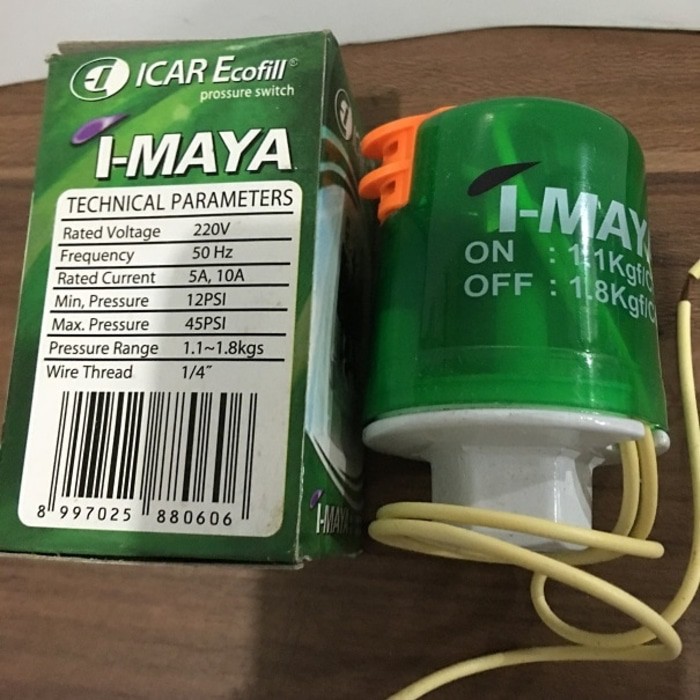 ICAR Ecofill®
prossure switch
I-MAYA
TECHNICAL PARAMETERS
Rated Voltage 220V
Frequency 50 Hz
Rated Current 5A, 10A
Min, Pressure 12PSI
Max. Pressure 45PSI
Pressure Range 1.1~1.8kgs
Wire Thread 1/4"
8 997025 880606
I-MAYA
I-MAYA
ON : 1.1Kgf/C
OFF : 1.8Kgf/C